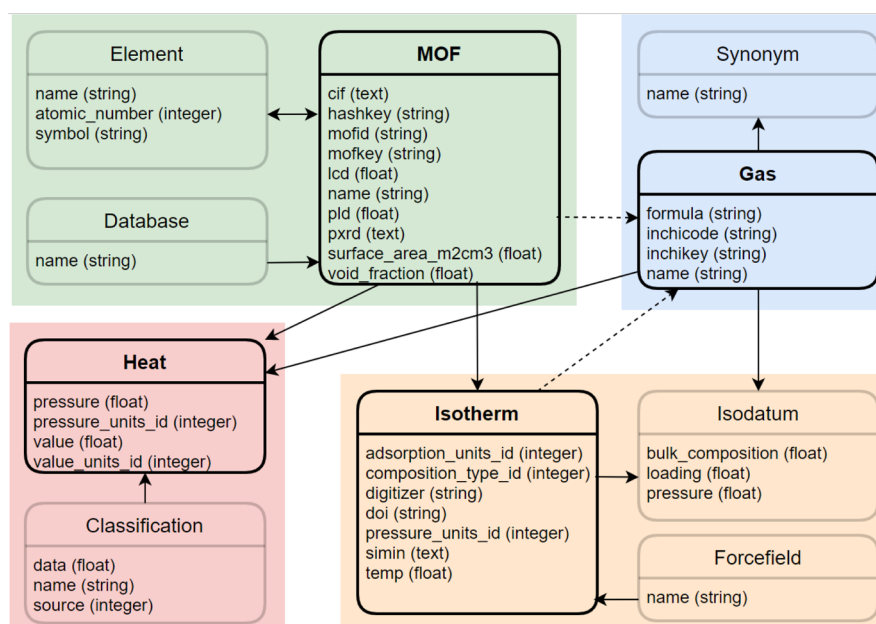 Element
name (string)
atomic_number (integer)
symbol (string)
MOF
cif (text)
hashkey (string)
mofid (string)
mofkey (string)
lcd (float)
name (string)
pld (float)
pxrd (text)
surface_area_m2cm3 (float)
void_fraction (float)
Synonym
name (string)
Database
name (string)
Gas
formula (string)
inchicode (string)
inchikey (string)
name (string)
Heat
pressure (float)
pressure_units_id (integer)
value (float)
value_units_id (integer)
Classification
data (float)
name (string)
source (integer)
Isotherm
adsorption_units_id (integer)
composition_type_id (integer)
digitizer (string)
doi (string)
pressure_units_id (integer)
simin (text)
temp (float)
Isodatum
bulk_composition (float)
loading (float)
pressure (float)
Forcefield
name (string)